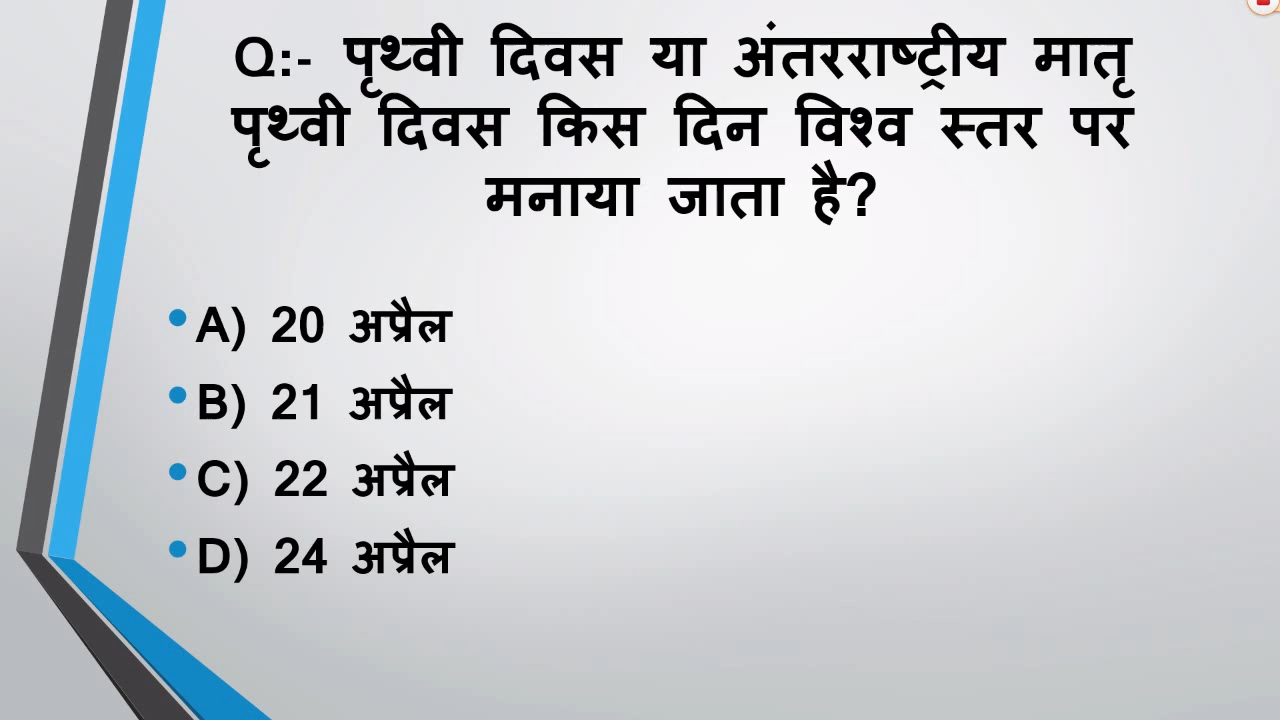 Q:- पृथ्वी दिवस या अंतरराष्ट्रीय मातृ
पृथ्वी दिवस किस दिन विश्व स्तर पर
मनाया जाता है?
A) 20 अप्रैल
B) 21 अप्रैल
C) 22 अप्रैल
D) 24 अप्रैल